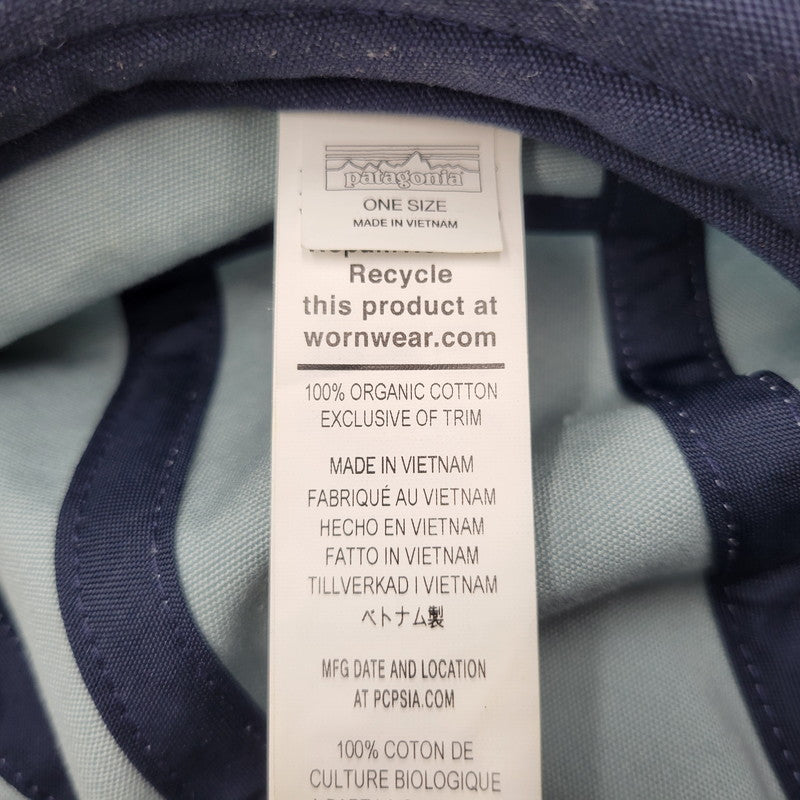 patagonia
ONE SIZE
MADE IN VIETNAM
Recycle
this product at
wornwear.com
100% ORGANIC COTTON
EXCLUSIVE OF TRIM
MADE IN VIETNAM
FABRIQUÉ AU VIETNAM
HECHO EN VIETNAM
FATTO IN VIETNAM
TILLVERKAD I VIETNAM
ベトナム製
MFG DATE AND LOCATION
AT PCPSIA.COM
100% COTON DE
CULTURE BIOLOGIQUE